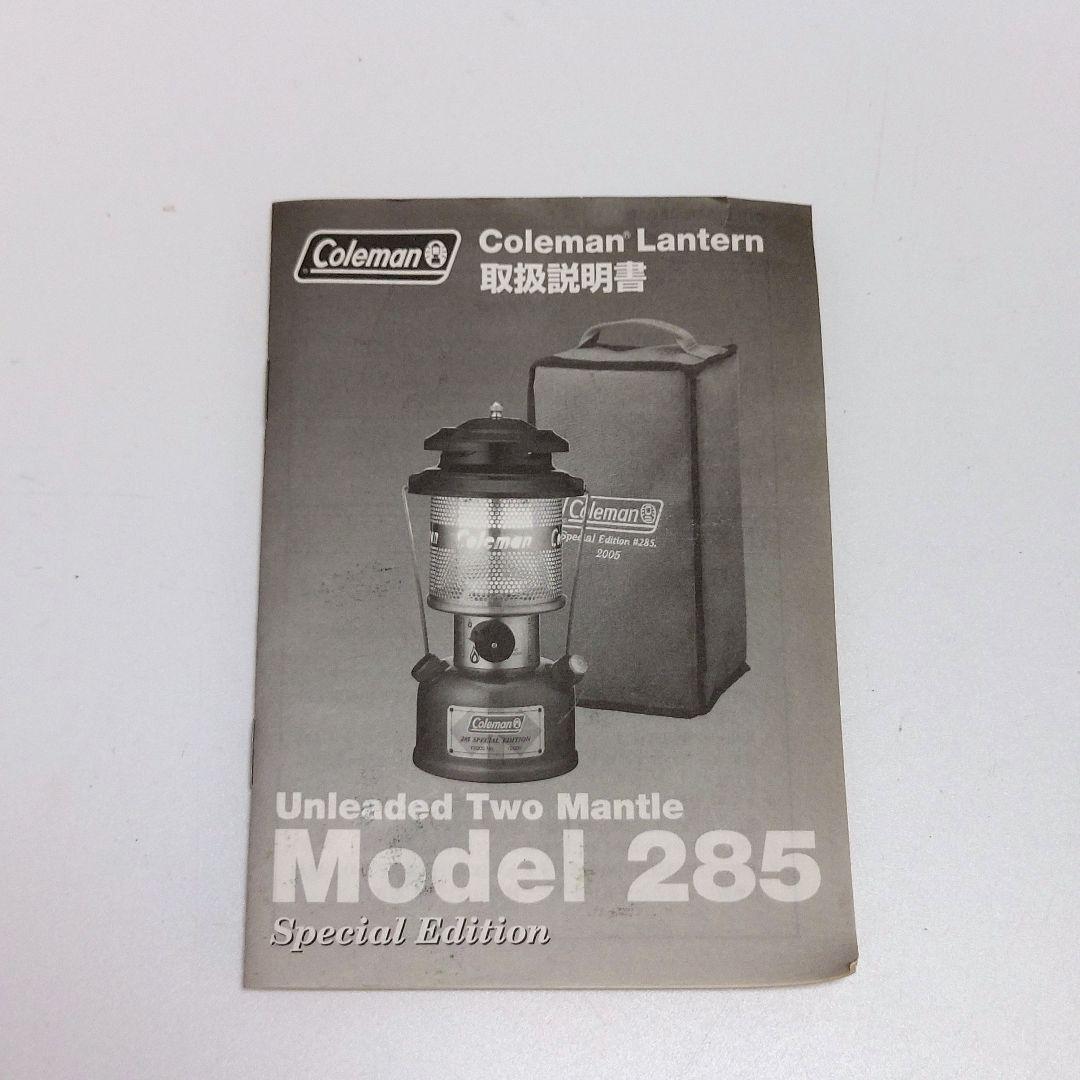 Coleman
Coleman® Lantern
取扱説明書
Coleman
Special Edition #285.
2005
Coleman
Coleman
285 SPECIAL EDITION
Unleaded Two Mantle
Model 285
Special Edition